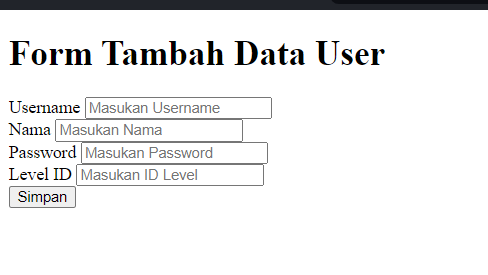 Form Tambah Data User
Username Masukan Username
Nama Masukan Nama
Password Masukan Password
Level ID Masukan ID Level
Simpan